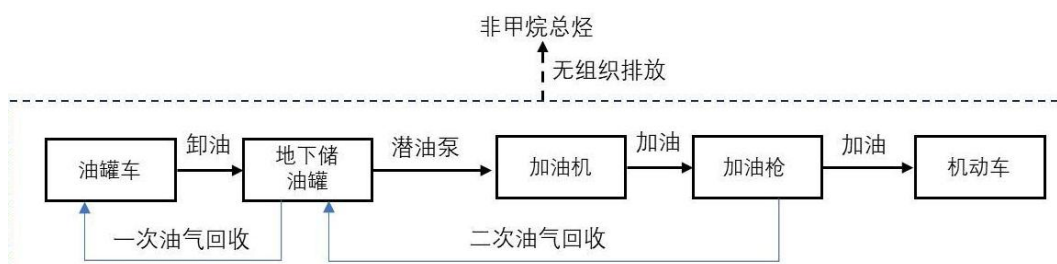 非甲烷总烃
无组织排放
油罐车
卸油
地下储
油罐
潜油泵
加油机
加油
加油枪
加油
机动车
一次油气回收
二次油气回收